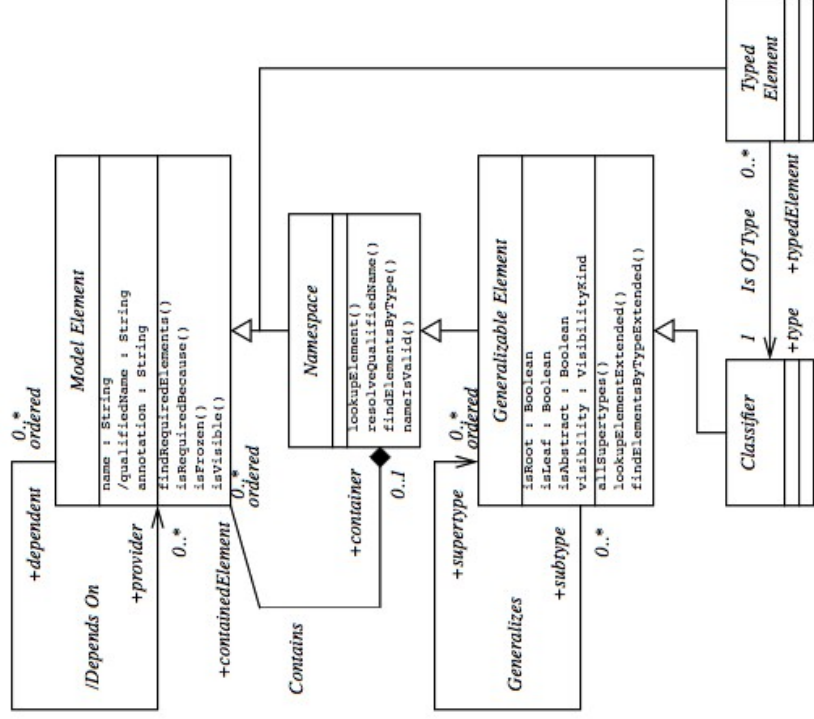 0..*
ordered
+dependent
/Depends On
+provider
0..*
Model Element
name : String
/qualifiedName : String
annotation : String
findRequiredElements()
isRequiredBecause()
isFrozen()
isVisible()
0..*
ordered
+containedElement
Contains
+container
0..1
Namespace
lookupElement()
resolveQualifiedName()
findElementsByType()
nameIsValid()
0..*
ordered
+supertype
Generalizes
+subtype
0..*
Generalizable Element
isRoot : Boolean
isLeaf : Boolean
isAbstract : Boolean
visibility : VisibilityKind
allSupertypes()
lookupElementExtended()
findElementsByTypeExtended()
Classifier
1
Is Of Type
0..*
+type
+typedElement
Typed
Element